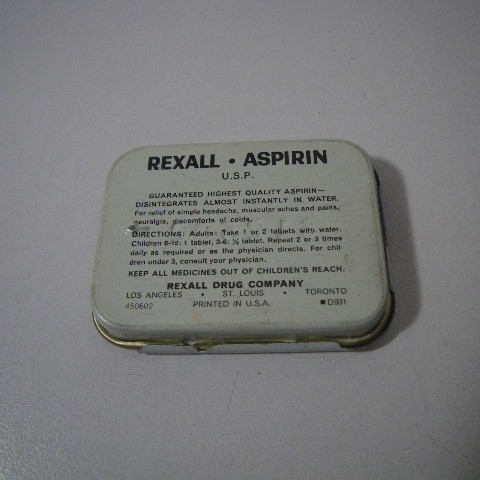 REXALL • ASPIRIN
U.S.P.
GUARANTEED HIGHEST QUALITY ASPIRIN—
DISINTEGRATES ALMOST INSTANTLY IN WATER.
For relief of simple headache, muscular aches and pains,
neuralgia, discomforts of colds.
DIRECTIONS: Adults: Take 1 or 2 tablets with water.
Children 6-12: 1 tablet, 3-6: ½ tablet. Repeat 2 or 3 times
daily as required or as the physician directs. For chil-
dren under 3, consult your physician.
KEEP ALL MEDICINES OUT OF CHILDREN'S REACH.
REXALL DRUG COMPANY
LOS ANGELES • ST. LOUIS • TORONTO
450602 PRINTED IN U.S.A. ■D931